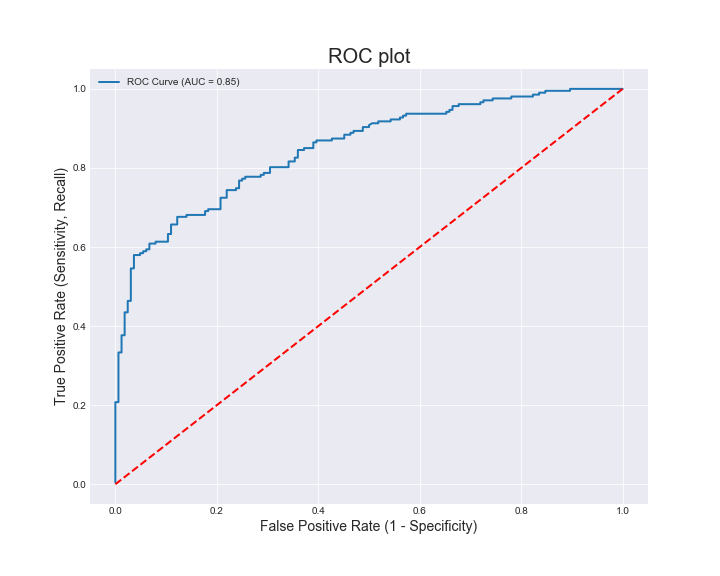 ROC plot
ROC Curve (AUC = 0.85)
1.0
0.8
0.6
0.4
0.2
0.0
True Positive Rate (Sensitivity, Recall)
0.0 0.2 0.4 0.6 0.8 1.0
False Positive Rate (1 - Specificity)